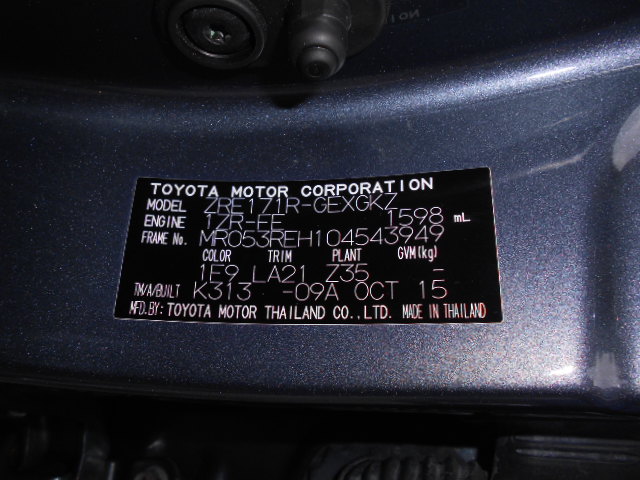 TOYOTA MOTOR CORPORATION
MODEL ZRE171R-GEXGKZ
ENGINE 1ZR-FE 1598 mL
FRAME No. MR053REH104543949
COLOR TRIM PLANT GVM(kg)
1E9 LA21 Z35 -
TM/A/BUILT K313 -09A OCT 15
MFD.BY: TOYOTA MOTOR THAILAND CO.,LTD. MADE IN THAILAND